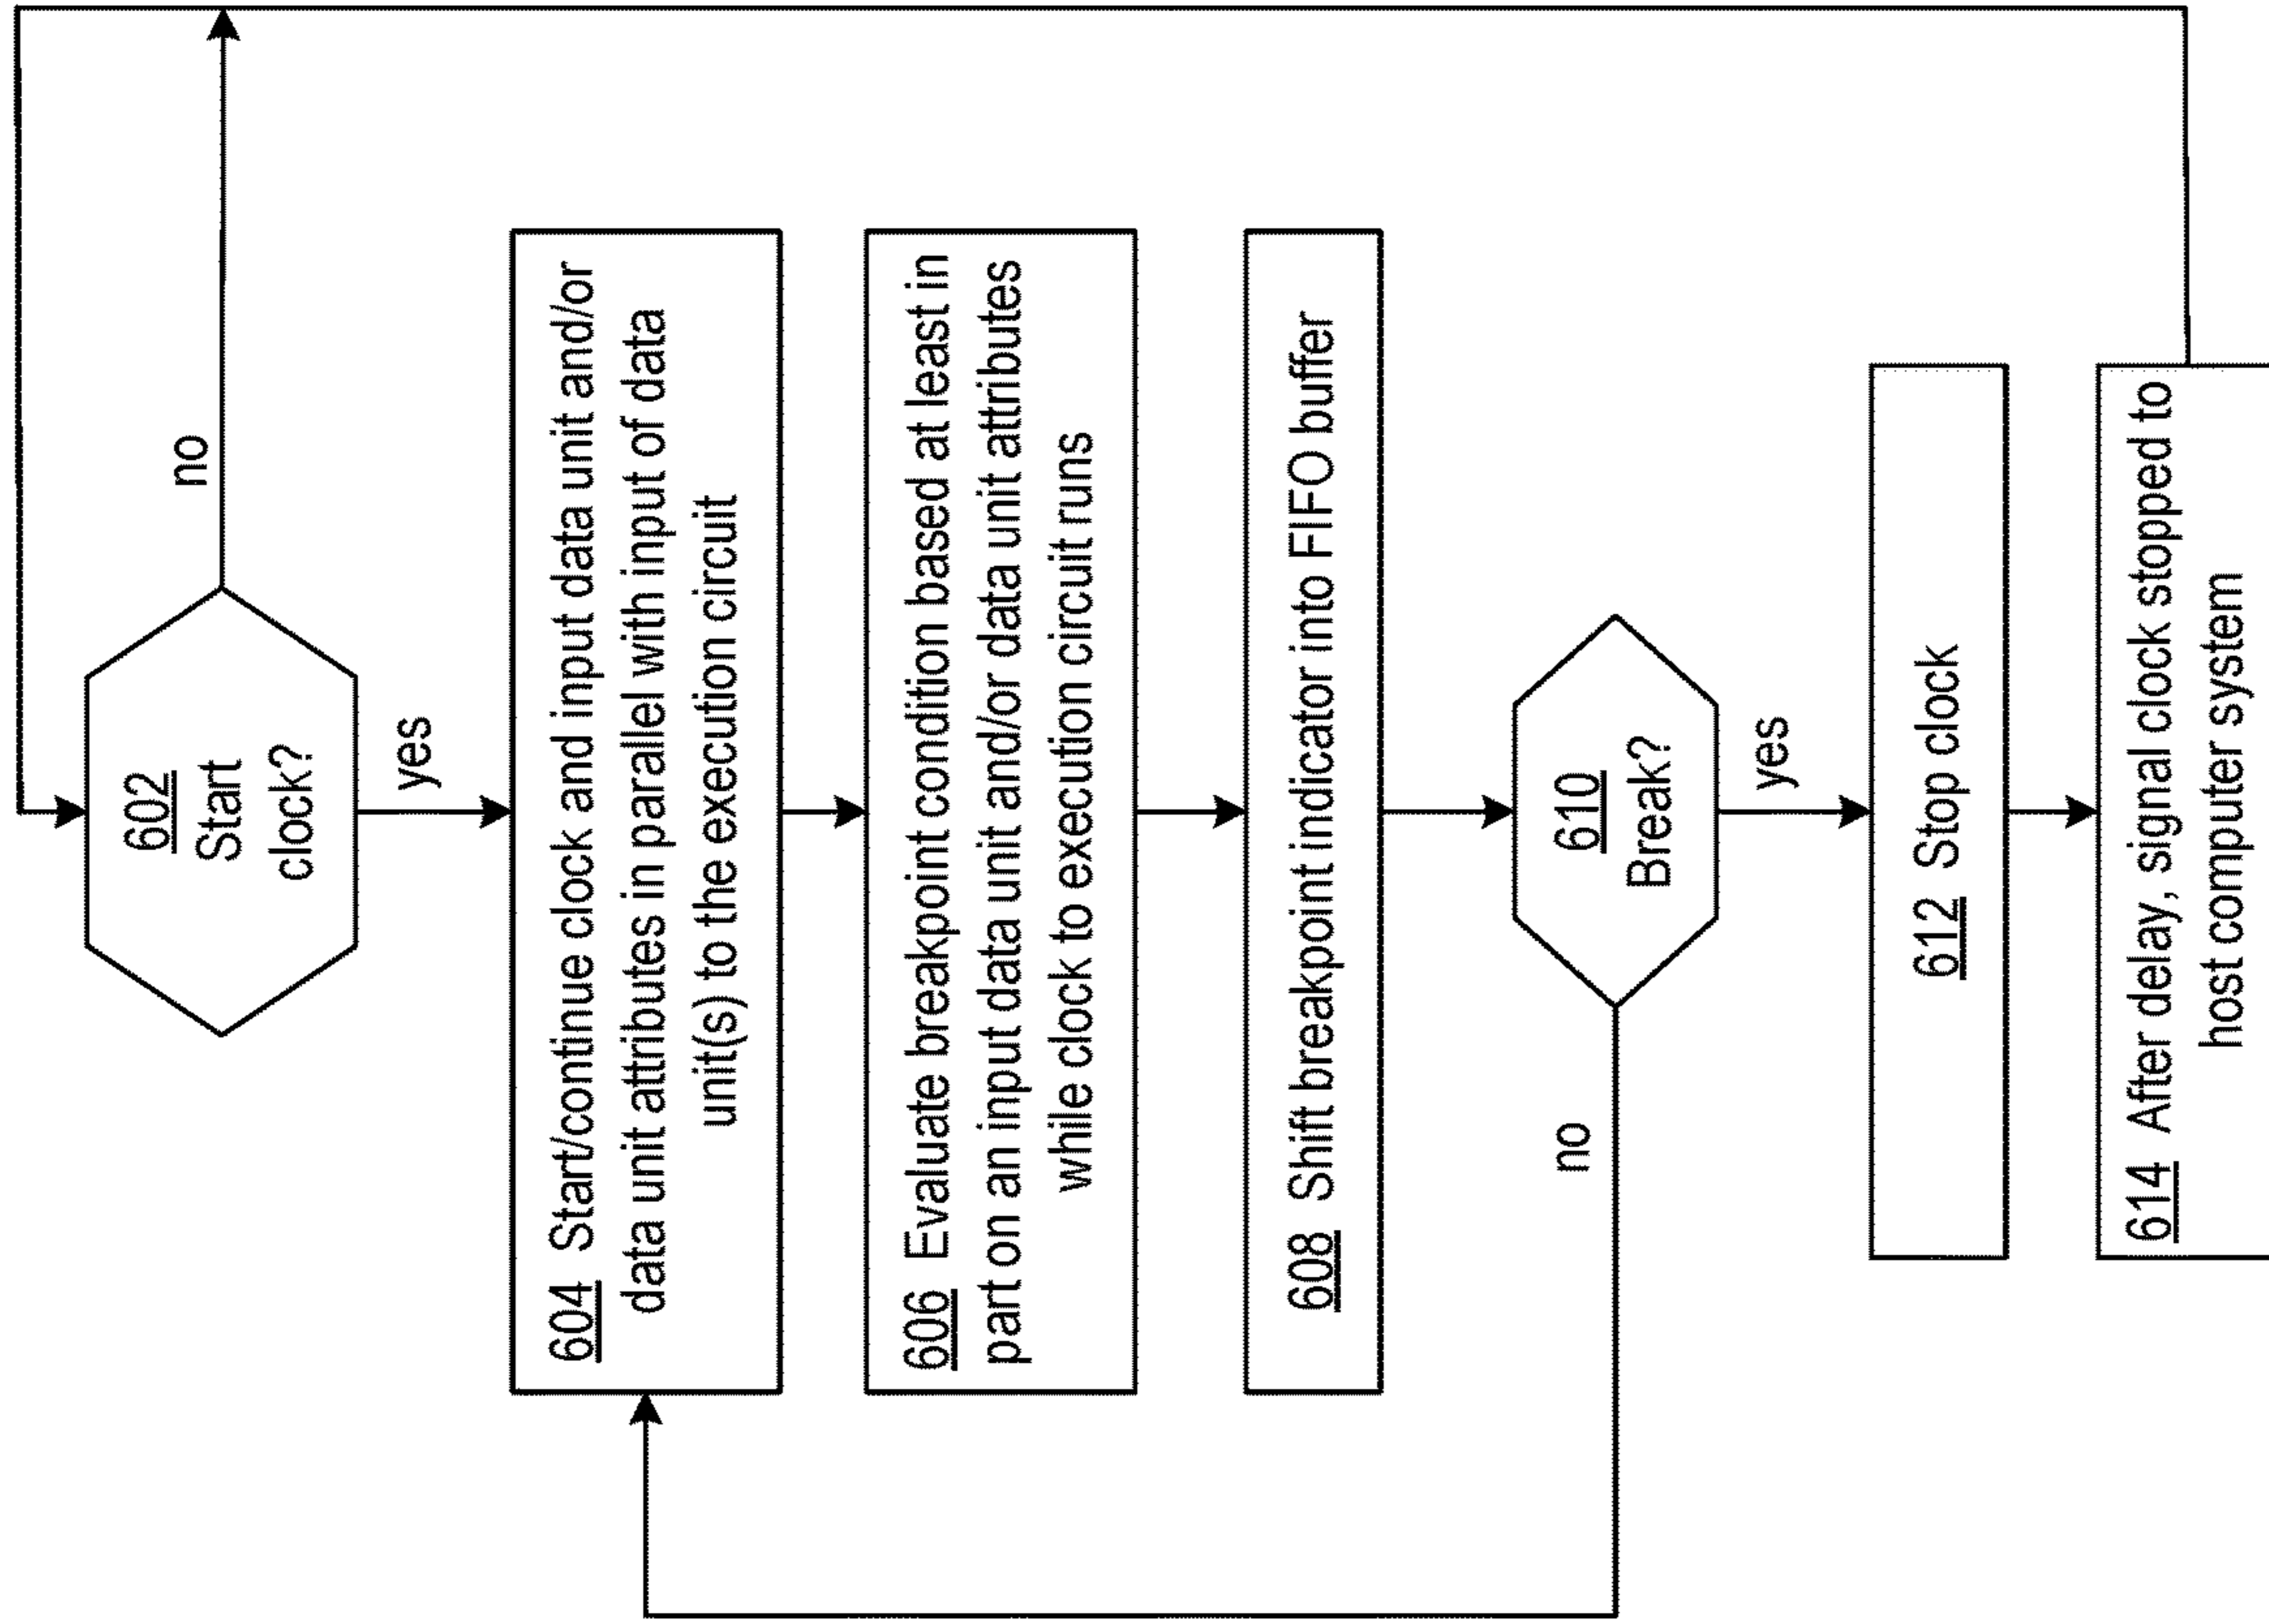 602
Start
clock?
no
yes
604 Start/continue clock and input data unit and/or
data unit attributes in parallel with input of data
unit(s) to the execution circuit
606 Evaluate breakpoint condition based at least in
part on an input data unit and/or data unit attributes
while clock to execution circuit runs
608 Shift breakpoint indicator into FIFO buffer
610
Break?
no
yes
612 Stop clock
614 After delay, signal clock stopped to
host computer system